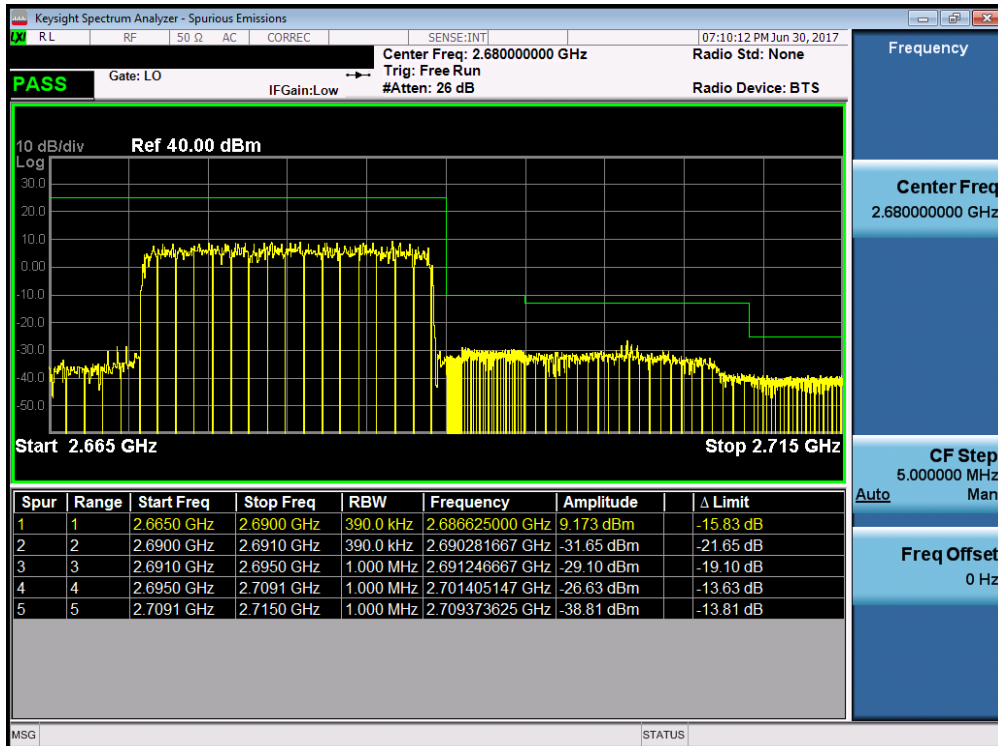 Keysight Spectrum Analyzer - Spurious Emissions
LXI RL RF 50 Ω AC CORREC SENSE:INT 07:10:12 PM Jun 30, 2017
Center Freq: 2.680000000 GHz Radio Std: None
PASS Gate: LO Trig: Free Run
IFGain:Low #Atten: 26 dB Radio Device: BTS
Frequency
10 dB/div Ref 40.00 dBm
Log
30.0
20.0
10.0
0.00
-10.0
-20.0
-30.0
-40.0
-50.0
Start 2.665 GHz Stop 2.715 GHz
Spur Range Start Freq Stop Freq RBW Frequency Amplitude Δ Limit
1 1 2.6650 GHz 2.6900 GHz 390.0 kHz 2.686625000 GHz 9.173 dBm -15.83 dB
2 2 2.6900 GHz 2.6910 GHz 390.0 kHz 2.690281667 GHz -31.65 dBm -21.65 dB
3 3 2.6910 GHz 2.6950 GHz 1.000 MHz 2.691246667 GHz -29.10 dBm -19.10 dB
4 4 2.6950 GHz 2.7091 GHz 1.000 MHz 2.701405147 GHz -26.63 dBm -13.63 dB
5 5 2.7091 GHz 2.7150 GHz 1.000 MHz 2.709373625 GHz -38.81 dBm -13.81 dB
Center Freq
2.680000000 GHz
CF Step
5.000000 MHz
Auto Man
Freq Offset
0 Hz
MSG STATUS